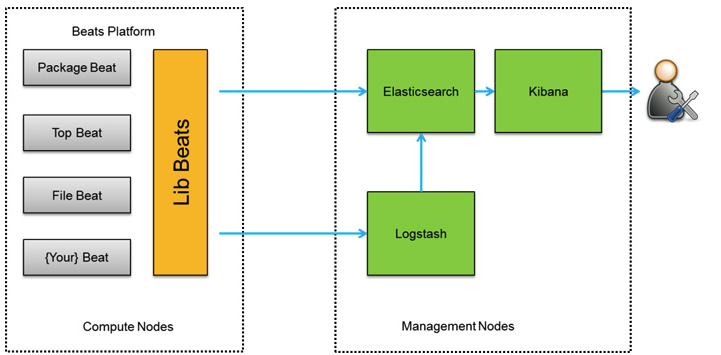 Beats Platform
Package Beat
Top Beat
File Beat
{Your} Beat
Lib Beats
Compute Nodes
Elasticsearch
Kibana
Logstash
Management Nodes